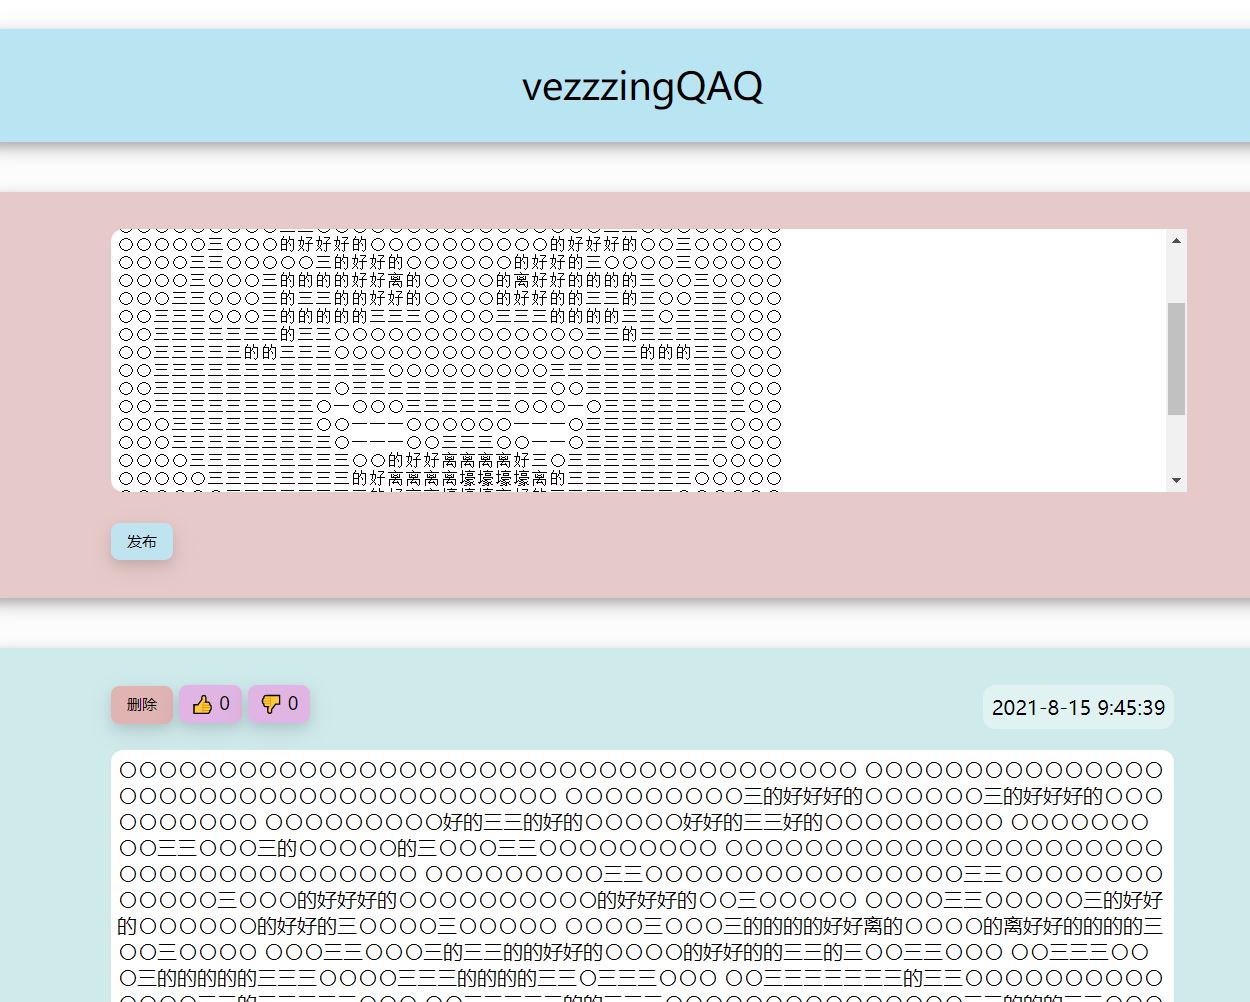 vezzzingQAQ
〇〇〇〇〇三〇〇〇的好好好的〇〇〇〇〇〇〇〇〇〇的好好好的〇〇三〇〇〇〇〇
〇〇〇〇三三〇〇〇〇〇三的好好的〇〇〇〇〇〇的好好的三〇〇〇〇三〇〇〇〇〇
〇〇〇〇三〇〇〇三的的的的好好离的〇〇〇〇的离好好的的的的三〇〇三〇〇〇〇
〇〇〇三三〇〇〇三的三三的的好好的〇〇〇〇的好好的的三三的三〇〇三三〇〇〇
〇〇三三三〇〇〇三的的的的的三三三〇〇〇〇三三三的的的的三三〇三三三〇〇〇
〇〇三三三三三三三的三三〇〇〇〇〇〇〇〇〇〇〇〇〇〇三三的三三三三三〇〇〇
〇〇三三三三三的的三三三〇〇〇〇〇〇〇〇〇〇〇〇〇〇〇三三的的的三三〇〇〇
〇〇三三三三三三三三三三三三三〇〇〇〇〇〇〇〇〇三三三三三三三三三三〇〇〇
〇〇三三三三三三三三三三〇三三三三三三三三三三三〇〇三三三三三三三三〇〇〇
〇〇三三三三三三三三三〇一〇〇〇三三三三三三〇〇〇一〇三三三三三三三三〇〇
〇〇〇三三三三三三三三〇〇一一一〇〇〇〇〇〇一一一〇三三三三三三三三〇〇〇
〇〇〇三三三三三三三三三〇一一一〇〇三三三〇〇一一〇三三三三三三三三〇〇〇
〇〇〇〇三三三三三三三三三〇〇的好好离离离离好三〇三三三三三三三三〇〇〇〇
〇〇〇〇〇三三三三三三三三的好离离离离壕壕壕壕离的三三三三三三三〇〇〇〇〇
发布
删除 👍 0 👎 0
2021-8-15 9:45:39
〇〇〇〇〇〇〇〇〇〇〇〇〇〇〇〇〇〇〇〇〇〇〇〇〇〇〇〇〇〇〇〇〇〇〇〇〇 〇〇〇〇〇〇〇〇〇〇〇〇〇〇〇
〇〇〇〇〇〇〇〇〇〇〇〇〇〇〇〇〇〇〇〇〇〇 〇〇〇〇〇〇〇〇〇三的好好好的〇〇〇〇〇〇三的好好好的〇〇〇
〇〇〇〇〇〇〇 〇〇〇〇〇〇〇〇〇好的三三的好的〇〇〇〇〇好好的三三好的〇〇〇〇〇〇〇〇〇 〇〇〇〇〇〇〇
〇〇三三〇〇〇三的〇〇〇〇〇的三〇〇〇三三〇〇〇〇〇〇〇〇〇 〇〇〇〇〇〇〇〇〇〇〇〇〇〇〇〇〇〇〇〇〇〇
〇〇〇〇〇〇〇〇〇〇〇〇〇〇〇 〇〇〇〇〇〇〇〇〇三三〇〇〇〇〇〇〇〇〇〇〇〇〇〇〇〇三三〇〇〇〇〇〇〇〇
〇〇〇〇〇三〇〇〇的好好好的〇〇〇〇〇〇〇〇〇〇的好好好的〇〇三〇〇〇〇〇 〇〇〇〇三三〇〇〇〇〇三的好好
的〇〇〇〇〇〇的好好的三〇〇〇〇三〇〇〇〇〇 〇〇〇〇三〇〇〇三的的的的好好离的〇〇〇〇的离好好的的的的三
〇〇三〇〇〇〇 〇〇〇三三〇〇〇三的三三的的好好的〇〇〇〇的好好的的三三的三〇〇三三〇〇〇 〇〇三三三〇〇
〇三的的的的的三三三〇〇〇〇三三三的的的的三三〇三三三〇〇〇 〇〇三三三三三三三的三三〇〇〇〇〇〇〇〇〇〇